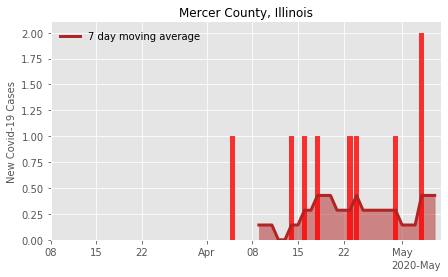 Mercer County, Illinois
7 day moving average
New Covid-19 Cases
2.00
1.75
1.50
1.25
1.00
0.75
0.50
0.25
0.00
08 15 22 Apr 08 15 22 May
2020-May